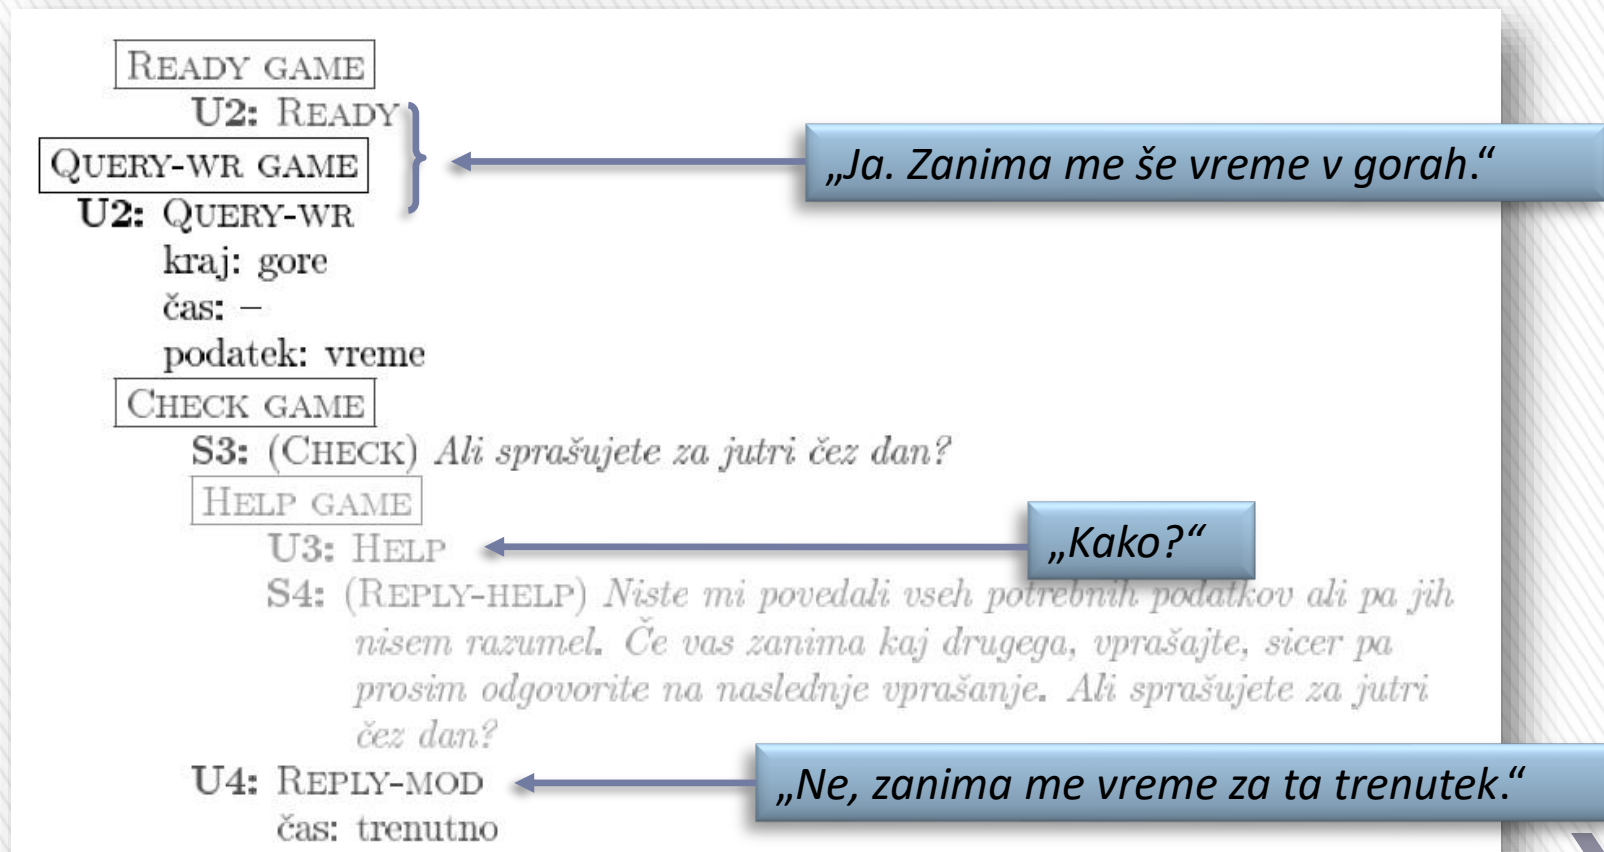 READY GAME
U2: READY
„Ja. Zanima me še vreme v gorah.“
QUERY-WR GAME
U2: QUERY-WR
kraj: gore
čas: –
podatek: vreme
CHECK GAME
S3: (CHECK) Ali sprašujete za jutri čez dan?
HELP GAME
„Kako?“
U3: HELP
S4: (REPLY-HELP) Niste mi povedali vseh potrebnih podatkov ali pa jih
nisem razumel. Če vas zanima kaj drugega, vprašajte, sicer pa
prosim odgovorite na naslednje vprašanje. Ali sprašujete za jutri
čez dan?
U4: REPLY-MOD
„Ne, zanima me vreme za ta trenutek.“
čas: trenutno